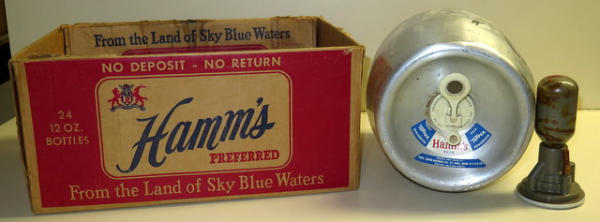 From the Land of Sky Blue Waters
NO DEPOSIT - NO RETURN
24
12 OZ.
BOTTLES
Hamm's
PREFERRED
From the Land of Sky Blue Waters
Hamm's
BEER